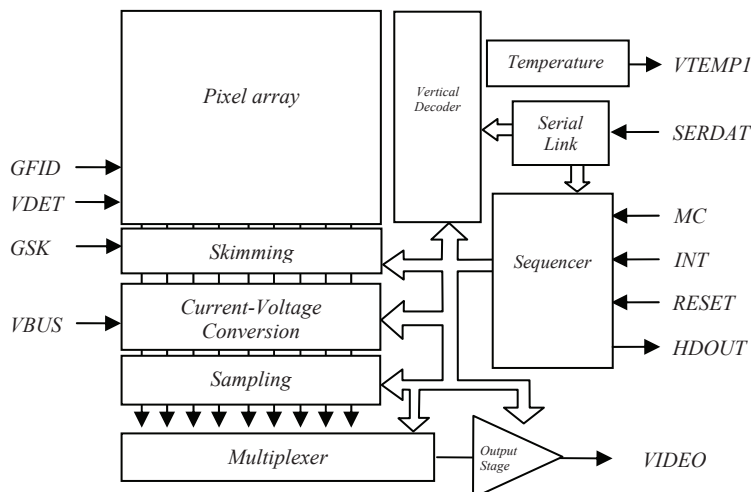 Pixel array
Vertical
Decoder
Temperature
VTEMP1
Serial
Link
SERDAT
GFID
VDET
GSK
Skimming
Sequencer
MC
INT
RESET
HDOUT
VBUS
Current-Voltage
Conversion
Sampling
Multiplexer
Output
Stage
VIDEO